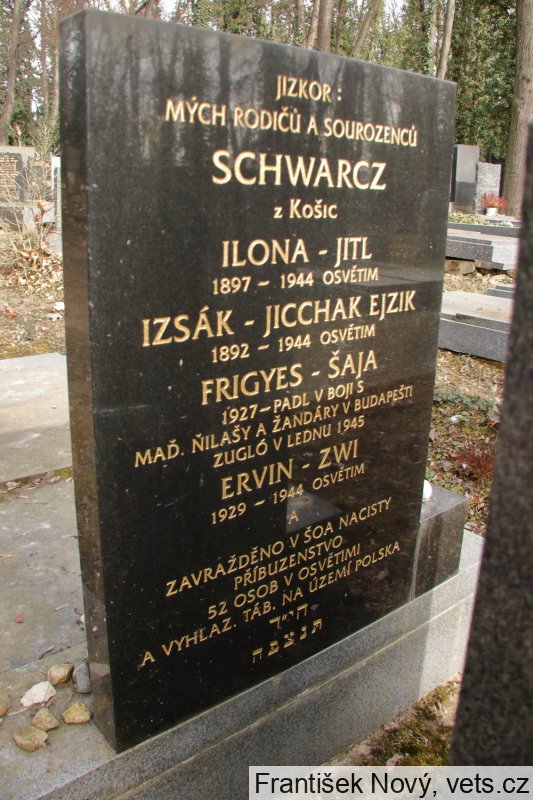 JIZKOR :
MÝCH RODIČŮ A SOUROZENCŮ
SCHWARCZ
z Košic
ILONA - JITL
1897 - 1944 OSVĚTIM
IZSÁK - JICCHAK EJZIK
1892 - 1944 OSVĚTIM
FRIGYES - ŠAJA
1927 - PADL V BOJI S
MAĎ. ŇILAŠY A ŽANDÁRY V BUDAPEŠTI
ZUGLÓ V LEDNU 1945
ERVIN - ZWI
1929 - 1944 OSVĚTIM
A
ZAVRAŽDĚNO V ŠOA NACISTY
PŘÍBUZENSTVO
52 OSOB V OSVĚTIMI
A VYHLAZ. TÁB. NA ÚZEMÍ POLSKA
הי"ד
תנצבה
František Nový, vets.cz